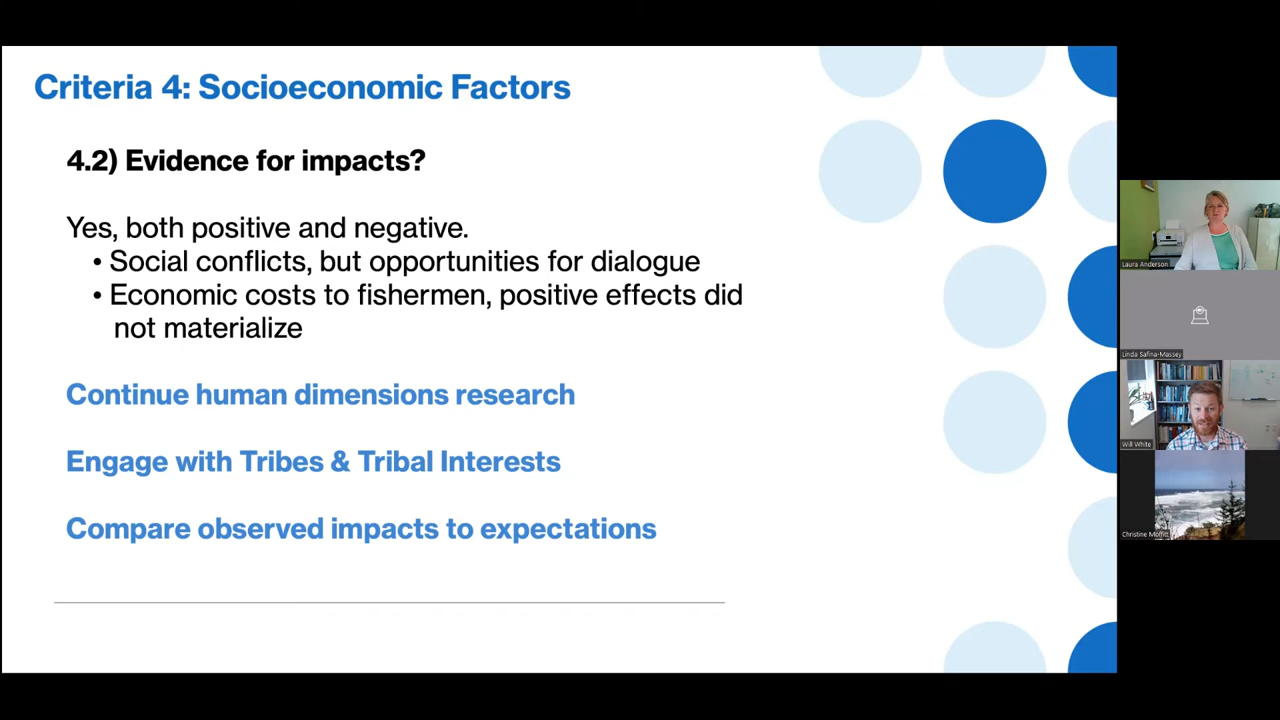 Criteria 4: Socioeconomic Factors
4.2) Evidence for impacts?
Yes, both positive and negative.
• Social conflicts, but opportunities for dialogue
• Economic costs to fishermen, positive effects did
not materialize
Continue human dimensions research
Engage with Tribes & Tribal Interests
Compare observed impacts to expectations
Laura Anderson
Linda Safina-Massey
Will White
Christine Moffitt